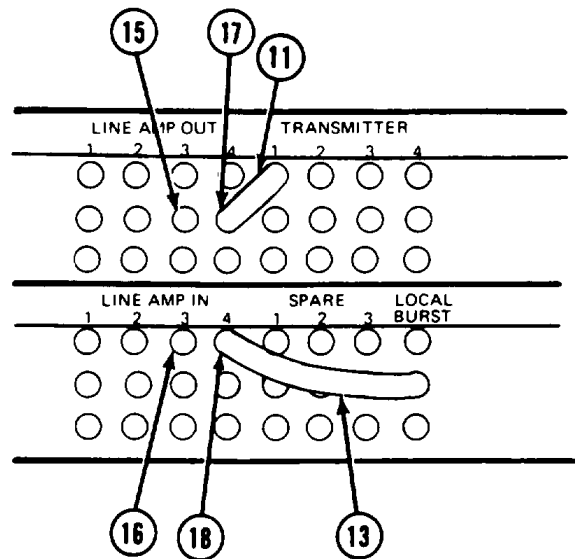 15 17 11
LINE AMP OUT TRANSMITTER
1 2 3 4 1 2 3 4
LINE AMP IN SPARE LOCAL
BURST
1 2 3 4 1 2 3
16 18 13